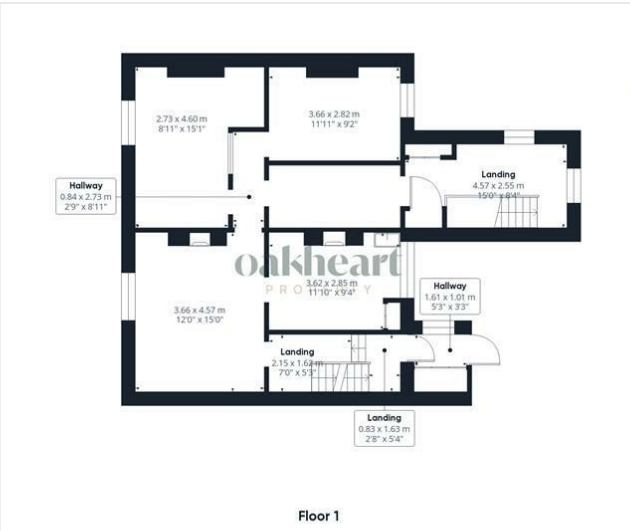 2.73 x 4.60 m
8'11" x 15'1"
3.66 x 2.82 m
11'11" x 9'2"
Landing
4.57 x 2.55 m
15'0" x 8'4"
Hallway
0.84 x 2.73 m
2'9" x 8'11"
oakheart
PROPERTY
3.62 x 2.85 m
11'10" x 9'4"
3.66 x 4.57 m
12'0" x 15'0"
Hallway
1.61 x 1.01 m
5'3" x 3'3"
Landing
2.15 x 1.62 m
7'0" x 5'3"
Landing
0.83 x 1.63 m
2'8" x 5'4"
Floor 1